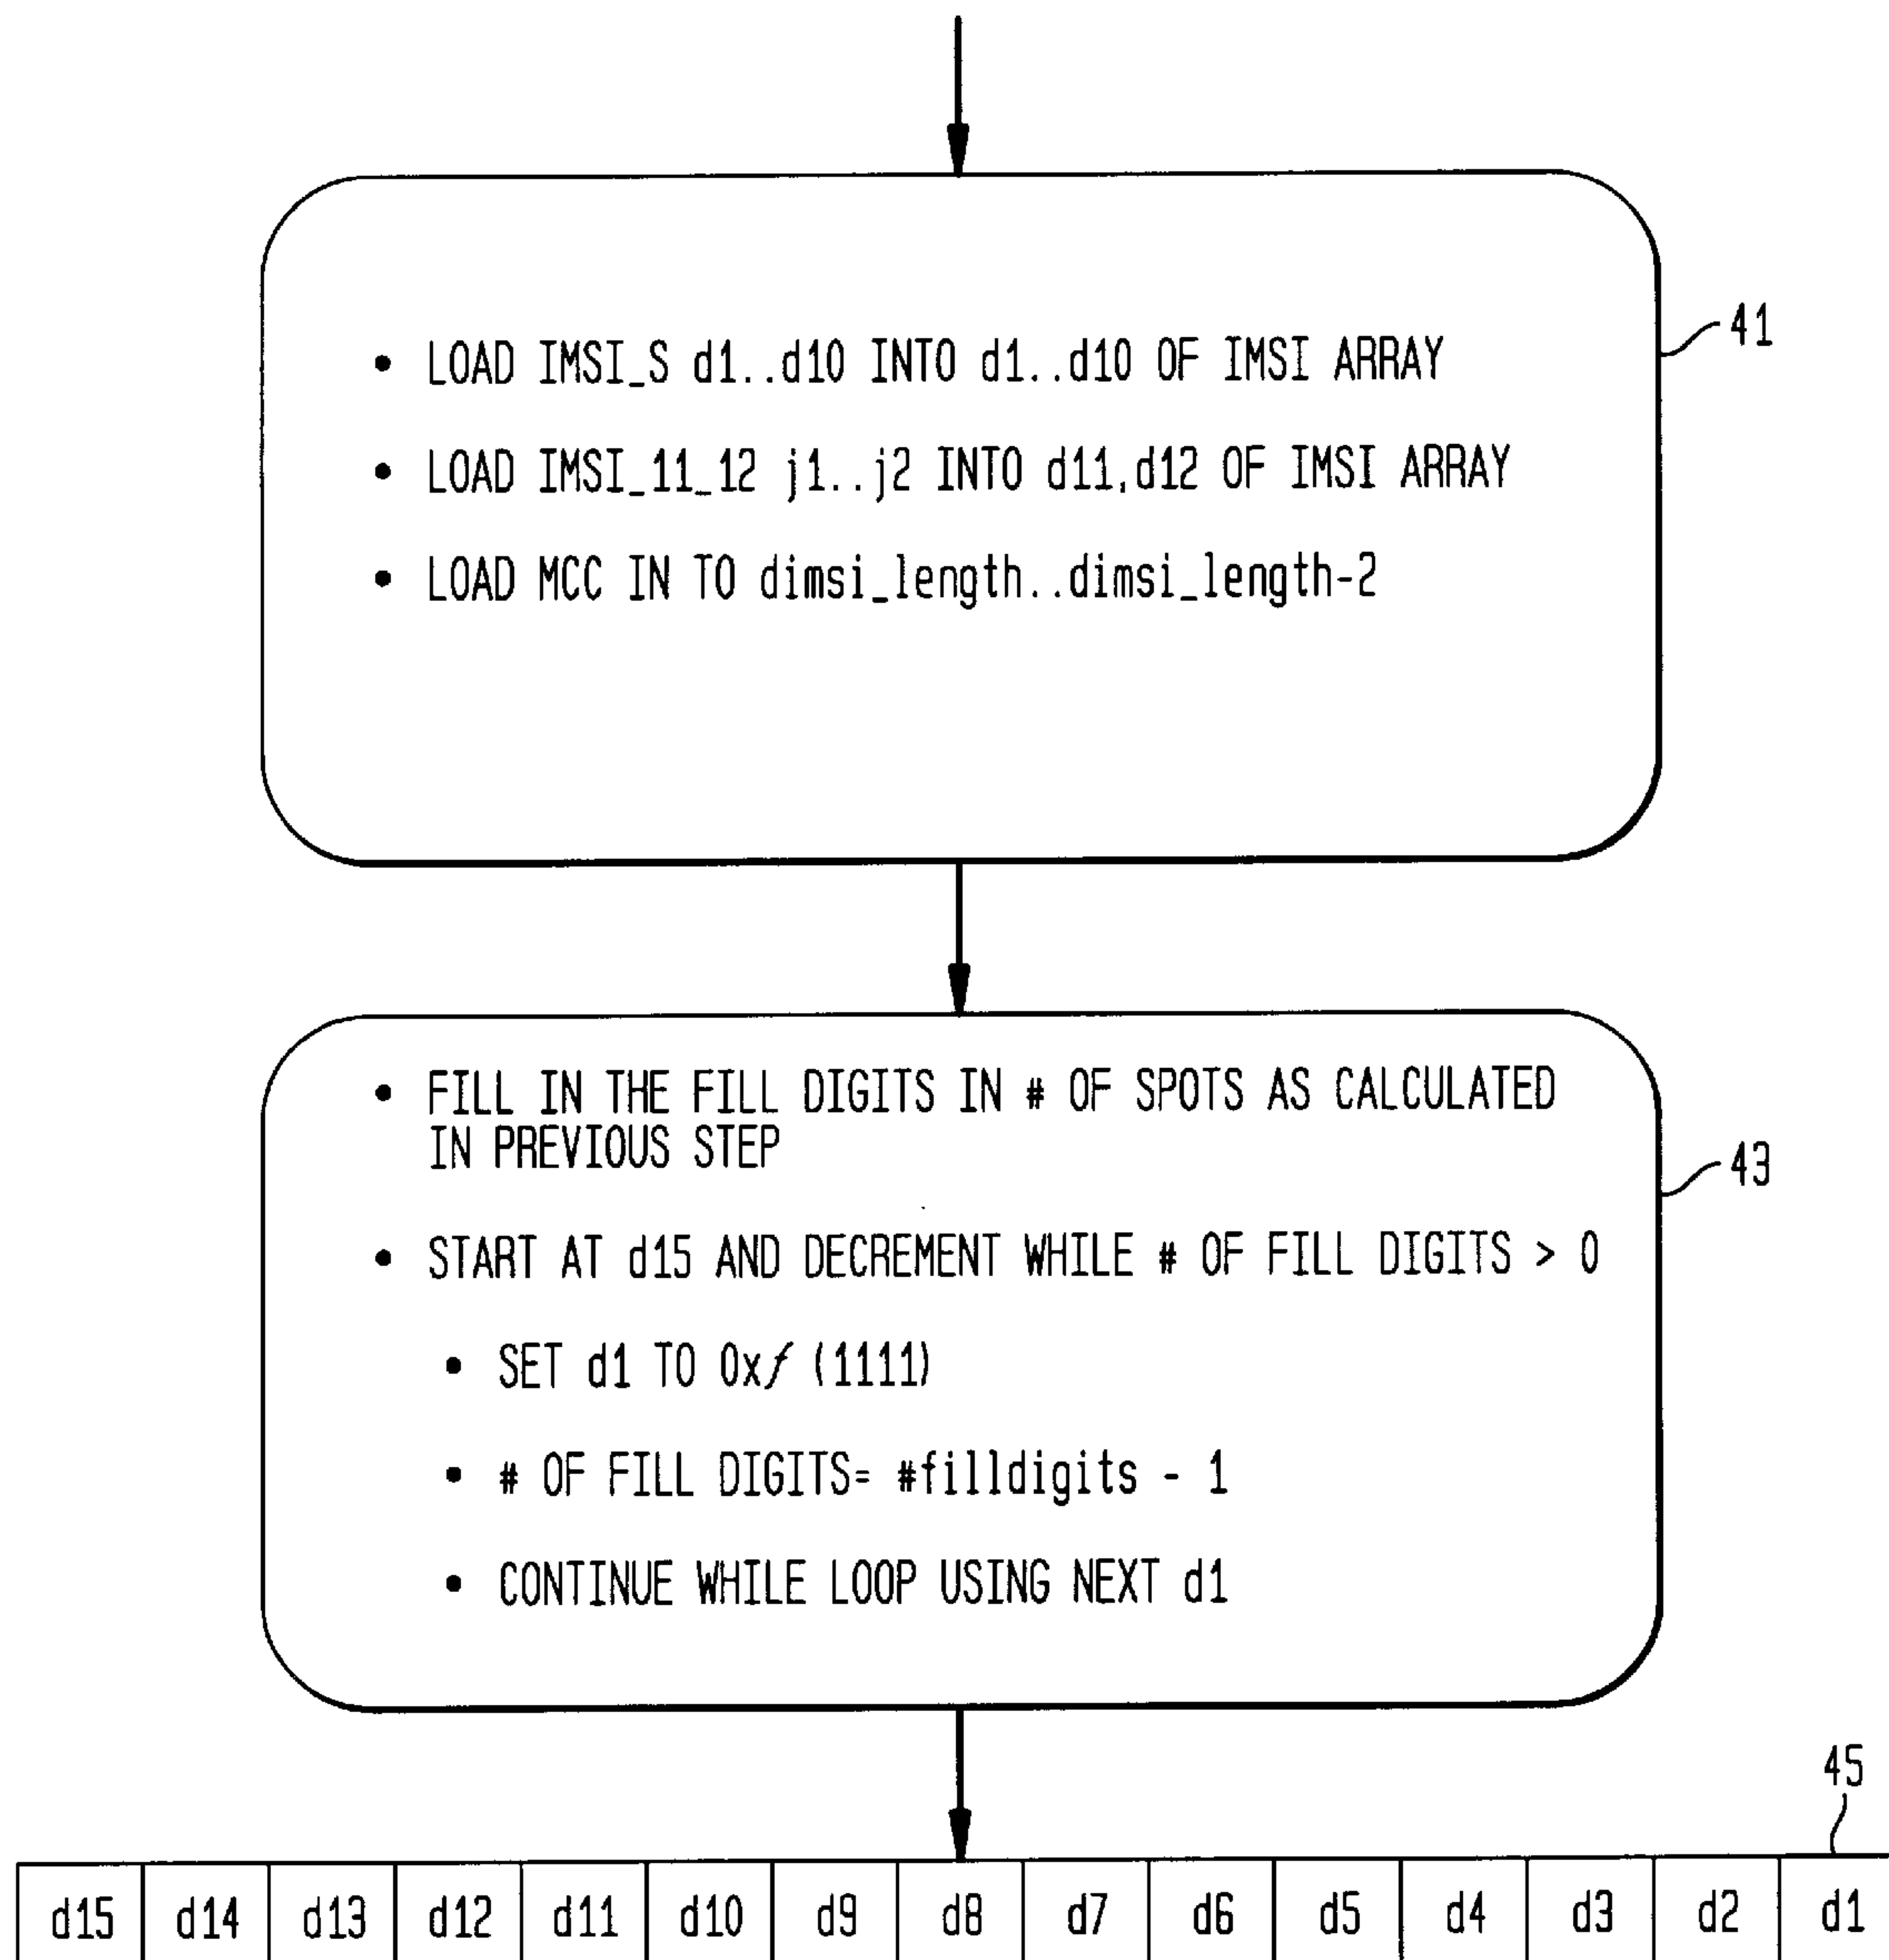 • LOAD IMSI_S d1..d10 INTO d1..d10 OF IMSI ARRAY
41
• LOAD IMSI_11_12 j1..j2 INTO d11,d12 OF IMSI ARRAY
• LOAD MCC IN TO dimsi_length..dimsi_length-2
• FILL IN THE FILL DIGITS IN # OF SPOTS AS CALCULATED
IN PREVIOUS STEP
43
• START AT d15 AND DECREMENT WHILE # OF FILL DIGITS > 0
• SET d1 TO 0xf (1111)
• # OF FILL DIGITS= #filldigits - 1
• CONTINUE WHILE LOOP USING NEXT d1
45
d15 d14 d13 d12 d11 d10 d9 d8 d7 d6 d5 d4 d3 d2 d1